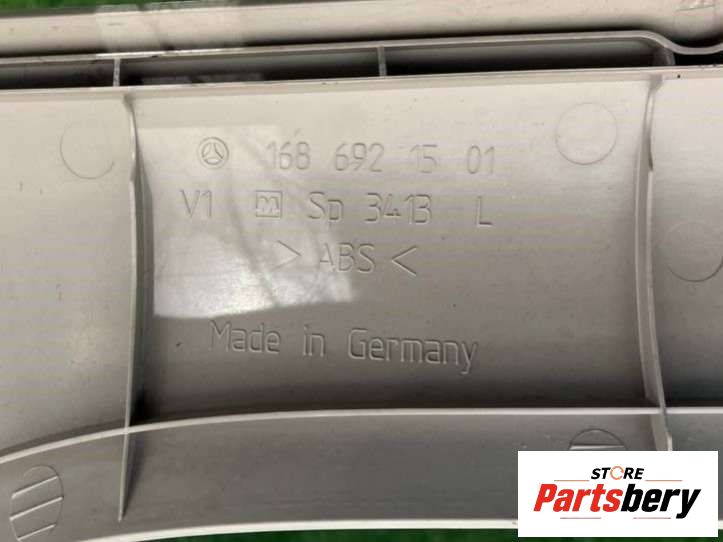 168 692 15 01
V1 M Sp 3413 L
> ABS <
Made in Germany
STORE
Partsbery